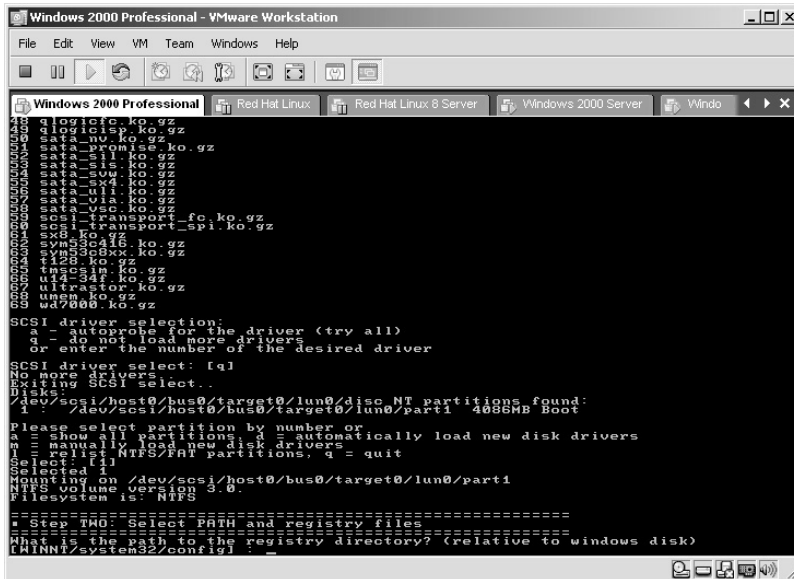 Windows 2000 Professional - VMware Workstation
File Edit View VM Team Windows Help
Windows 2000 Professional Red Hat Linux Red Hat Linux 8 Server Windows 2000 Server Windo
48 qlogicfc.ko.gz
49 qlogicisp.ko.gz
50 sata_nv.ko.gz
51 sata_promise.ko.gz
52 sata_sil.ko.gz
53 sata_sis.ko.gz
54 sata_svw.ko.gz
55 sata_sx4.ko.gz
56 sata_uli.ko.gz
57 sata_via.ko.gz
58 sata_vsc.ko.gz
59 scsi_transport_fc.ko.gz
60 scsi_transport_spi.ko.gz
61 sx8.ko.gz
62 sym53c416.ko.gz
63 sym53c8xx.ko.gz
64 t128.ko.gz
65 tmscsim.ko.gz
66 u14-34f.ko.gz
67 ultrastor.ko.gz
68 umem.ko.gz
69 wd7000.ko.gz
SCSI driver selection:
a - autoprobe for the driver (try all)
q - do not load more drivers
or enter the number of the desired driver
SCSI driver select: [q]
No more drivers..
Exiting SCSI select..
Disks:
/dev/scsi/host0/bus0/target0/lun0/disc NT partitions found:
1 : /dev/scsi/host0/bus0/target0/lun0/part1 4086MB Boot
Please select partition by number or
a = show all partitions, d = automatically load new disk drivers
m = manually load new disk drivers
l = relist NTFS/FAT partitions, q = quit
Select: [1]
Selected 1
Mounting on /dev/scsi/host0/bus0/target0/lun0/part1
NTFS volume version 3.0.
Filesystem is: NTFS
=========================================================
▪ Step TWO: Select PATH and registry files
=========================================================
What is the path to the registry directory? (relative to windows disk)
[WINNT/system32/config] : _